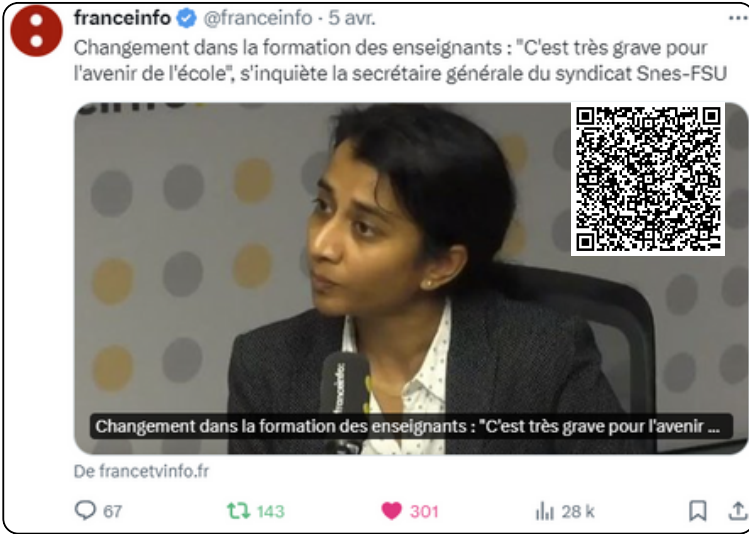 franceinfo @franceinfo · 5 avr.
Changement dans la formation des enseignants : "C'est très grave pour
l'avenir de l'école", s'inquiète la secrétaire générale du syndicat Snes-FSU
franceinfo:
Changement dans la formation des enseignants : "C'est très grave pour l'avenir ...
De francetvinfo.fr
67 143 301 28 k